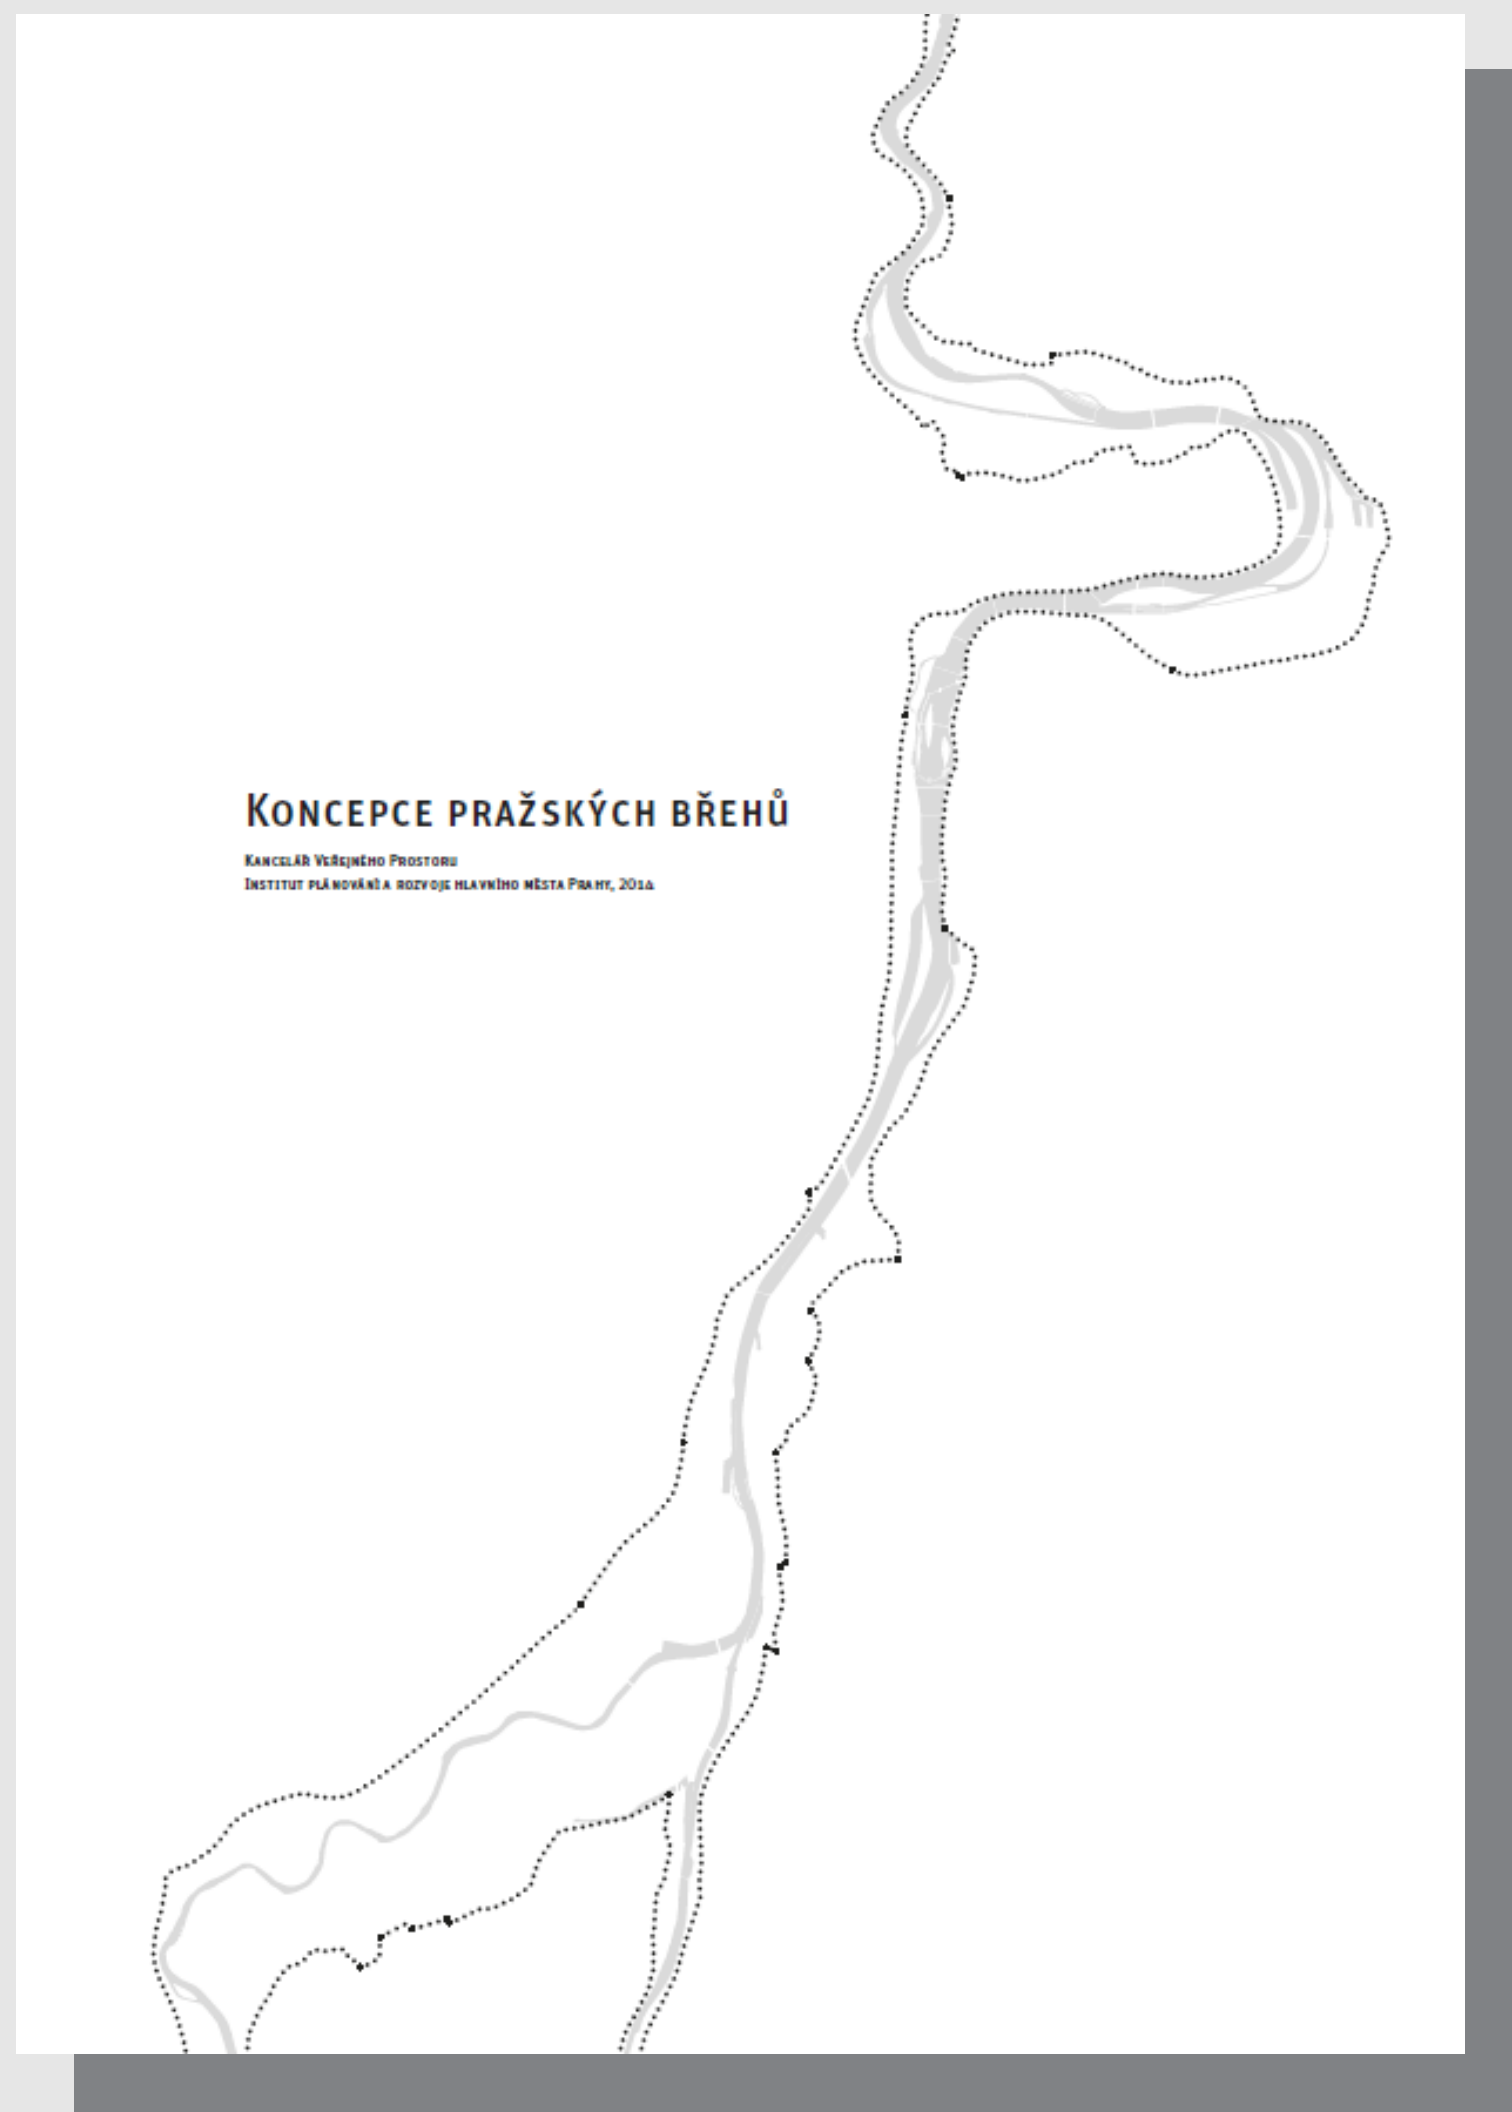 Koncepce pražských břehů
Kancelář Veřejného Prostoru
Institut plánování a rozvoje hlavního města Prahy, 2014